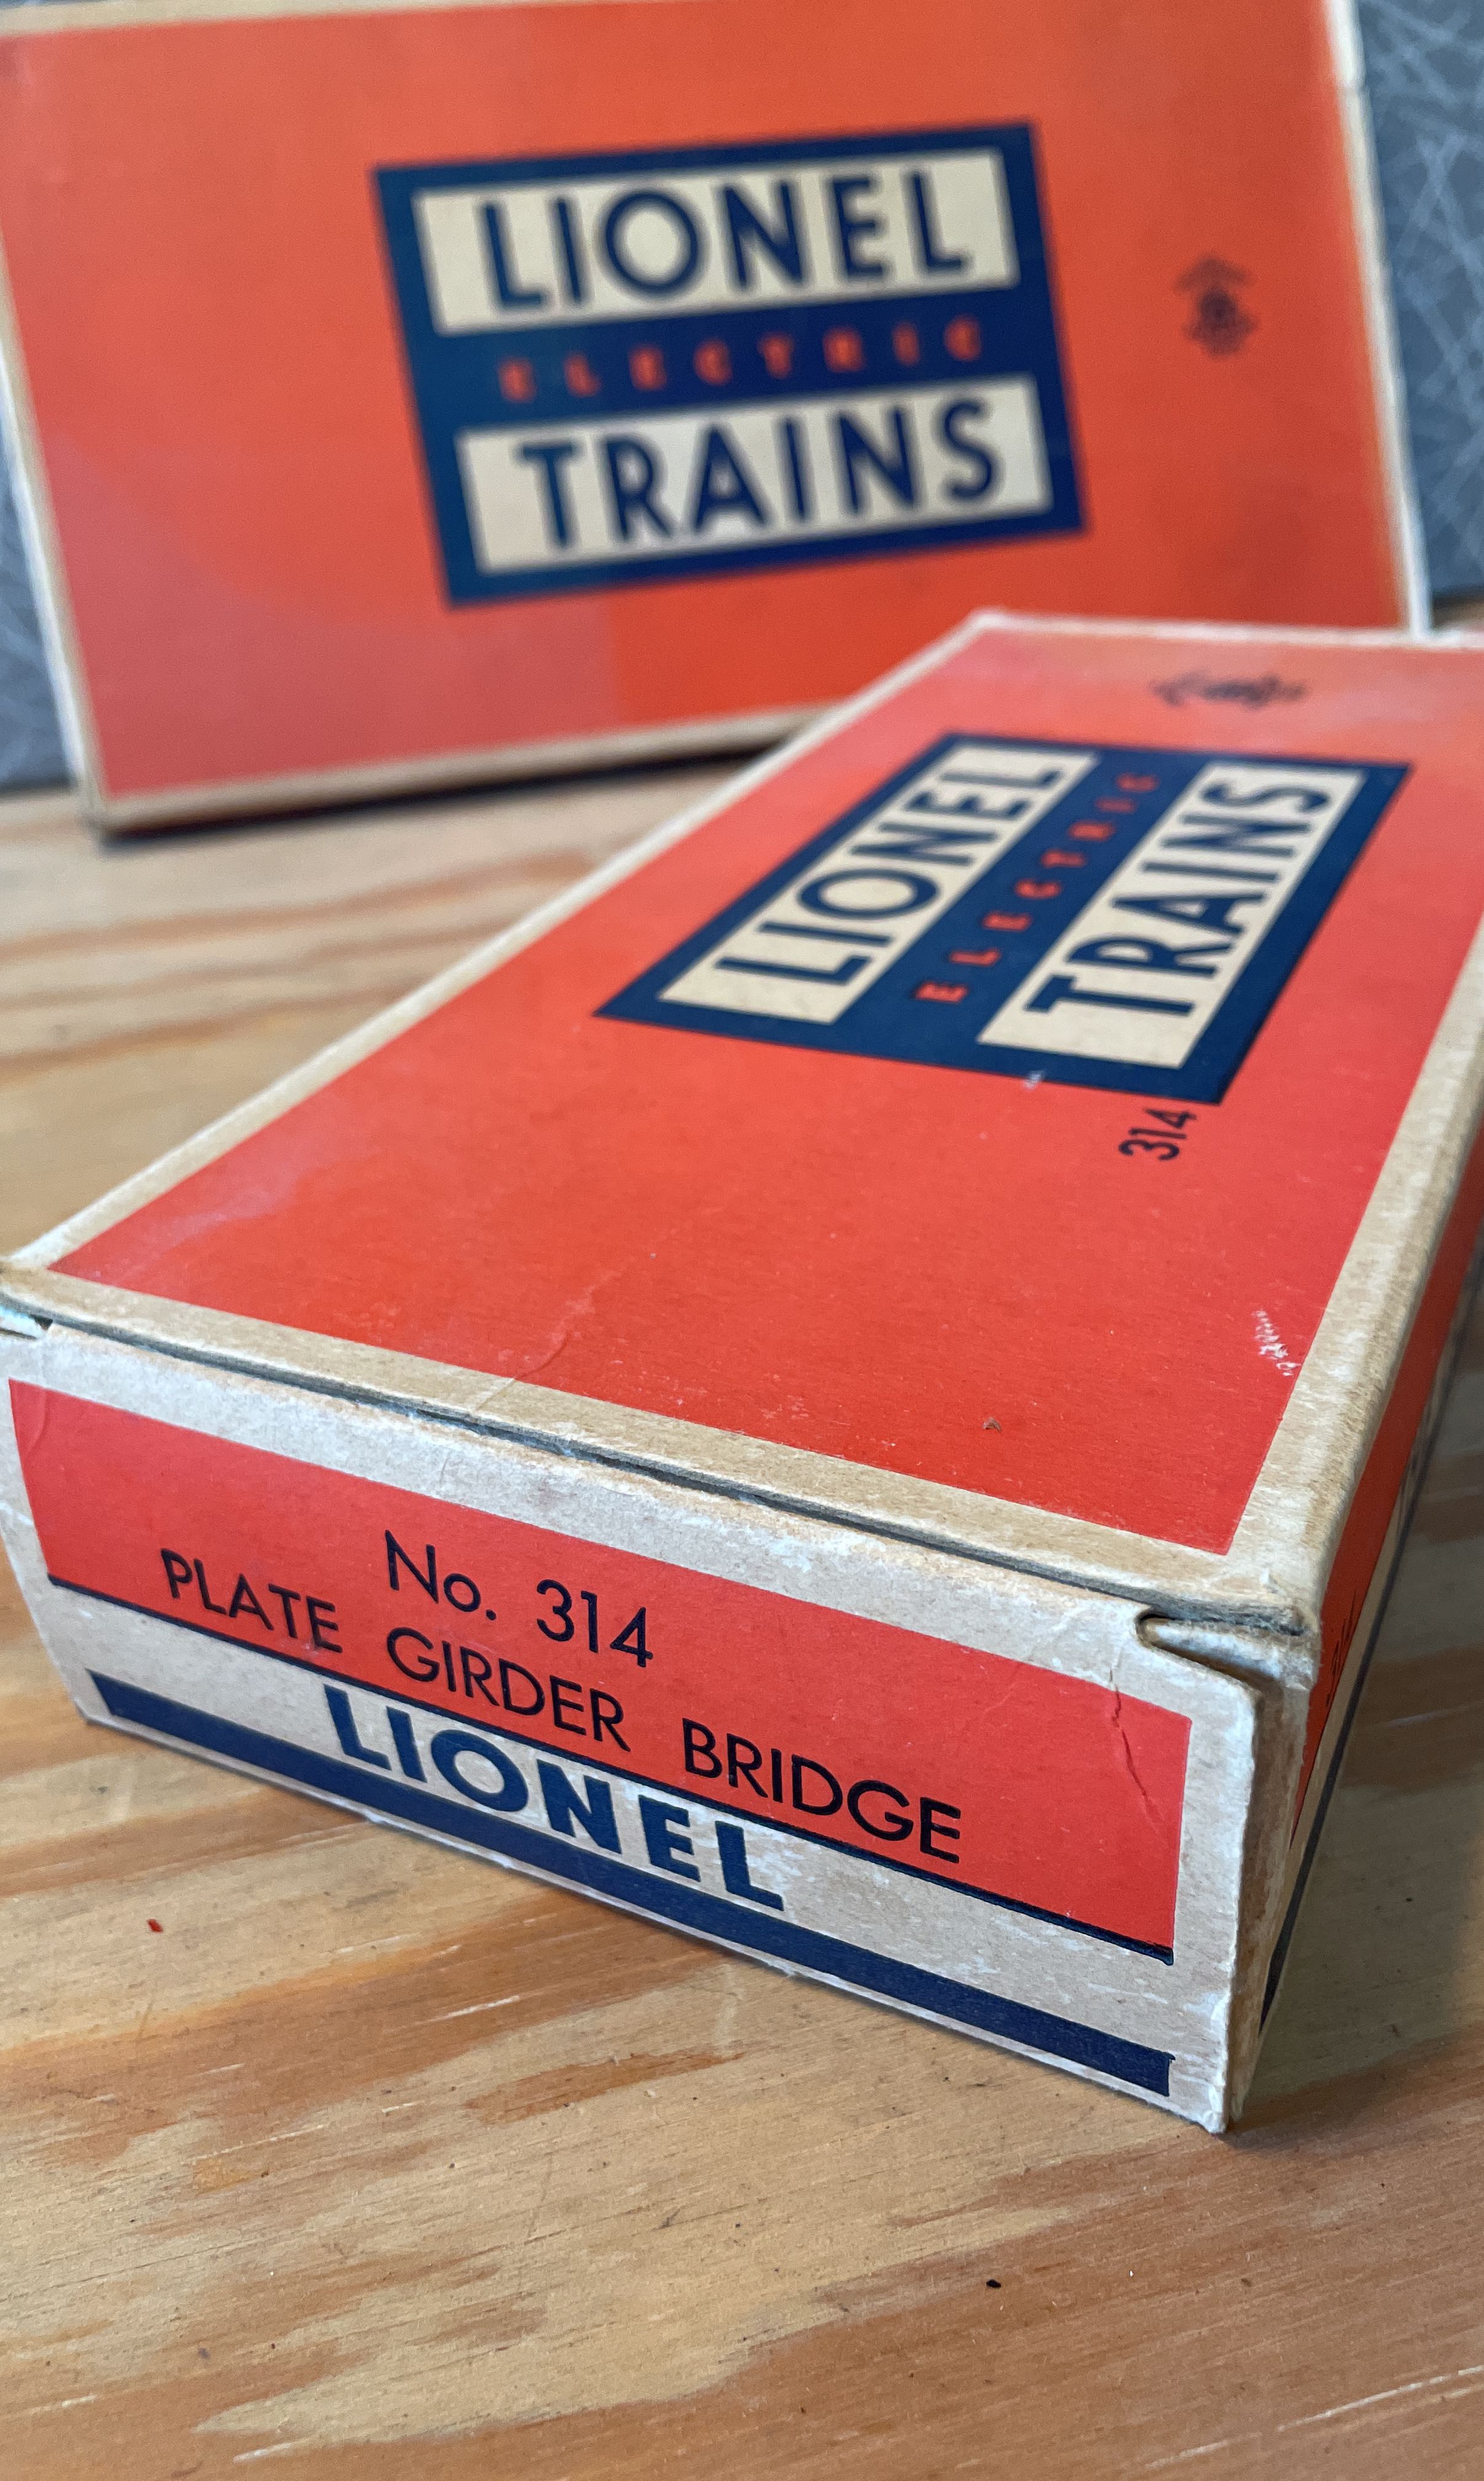 LIONEL
ELECTRIC
TRAINS
LIONEL
ELECTRIC
TRAINS
314
No. 314
PLATE GIRDER BRIDGE
LIONEL